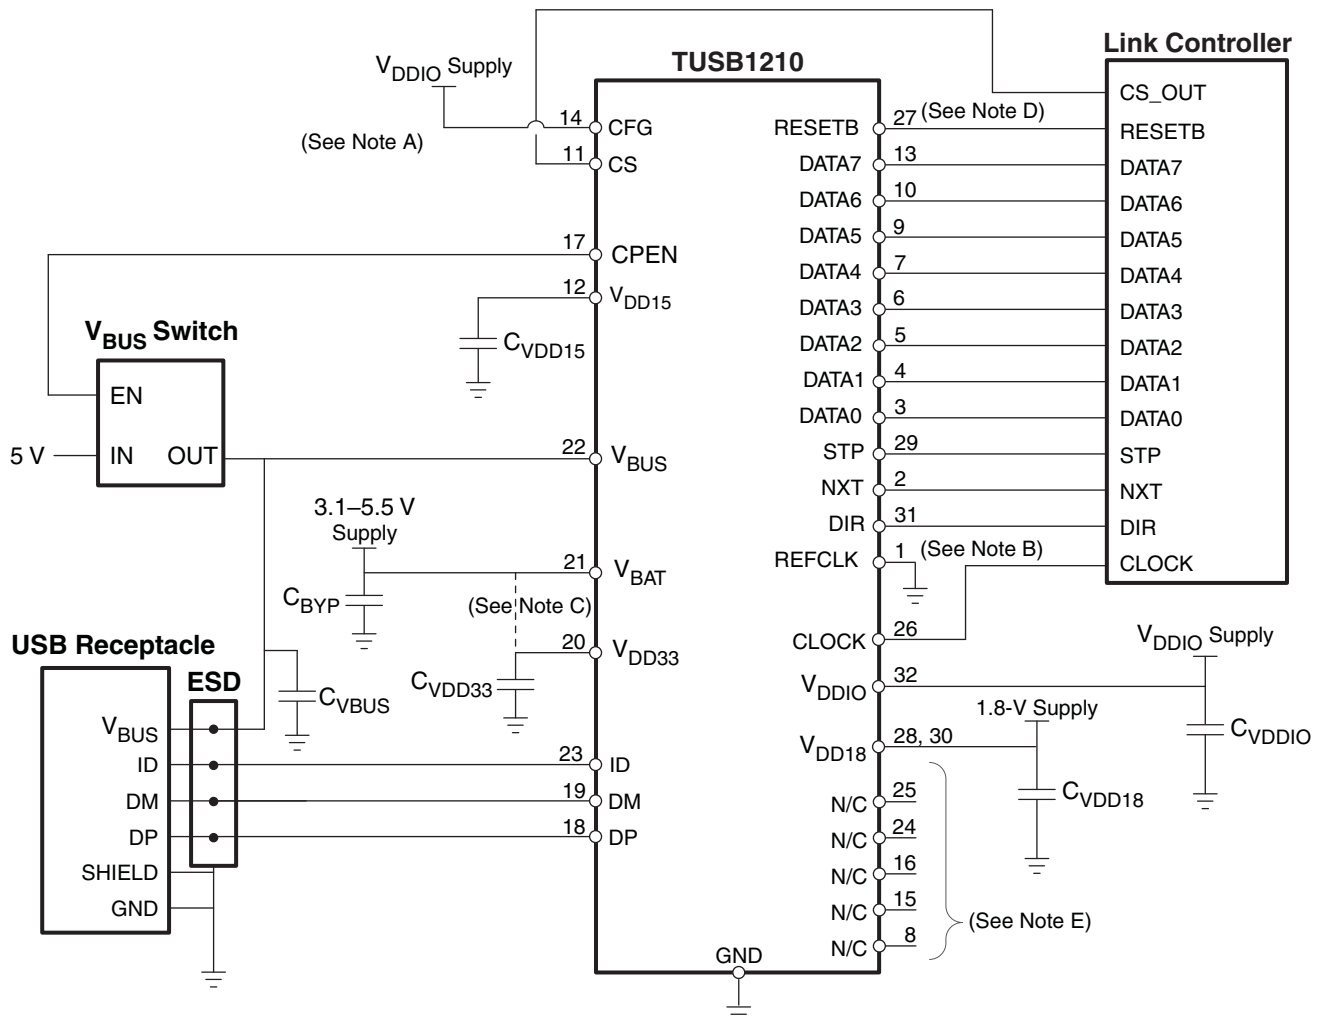 Link Controller
TUSB1210
VDDIO Supply
CS_OUT
14 CFG
(See Note A)
11 CS
RESETB 27 (See Note D) RESETB
DATA7 13 DATA7
DATA6 10 DATA6
DATA5 9 DATA5
DATA4 7 DATA4
DATA3 6 DATA3
DATA2 5 DATA2
DATA1 4 DATA1
DATA0 3 DATA0
STP 29 STP
NXT 2 NXT
DIR 31 DIR
REFCLK 1 (See Note B)
CLOCK
CLOCK 26
17 CPEN
12 VDD15
CVDD15
VBUS Switch
EN
5 V IN OUT
22 VBUS
3.1–5.5 V
Supply
21 VBAT
CBYP
(See Note C)
20 VDD33
CVDD33
USB Receptacle
ESD
CVBUS
VBUS
ID 23 ID
DM 19 DM
DP 18 DP
SHIELD
GND
VDDIO Supply
VDDIO 32
CVDDIO
1.8-V Supply
VDD18 28, 30
CVDD18
N/C 25
N/C 24
N/C 16
N/C 15
N/C 8
(See Note E)
GND